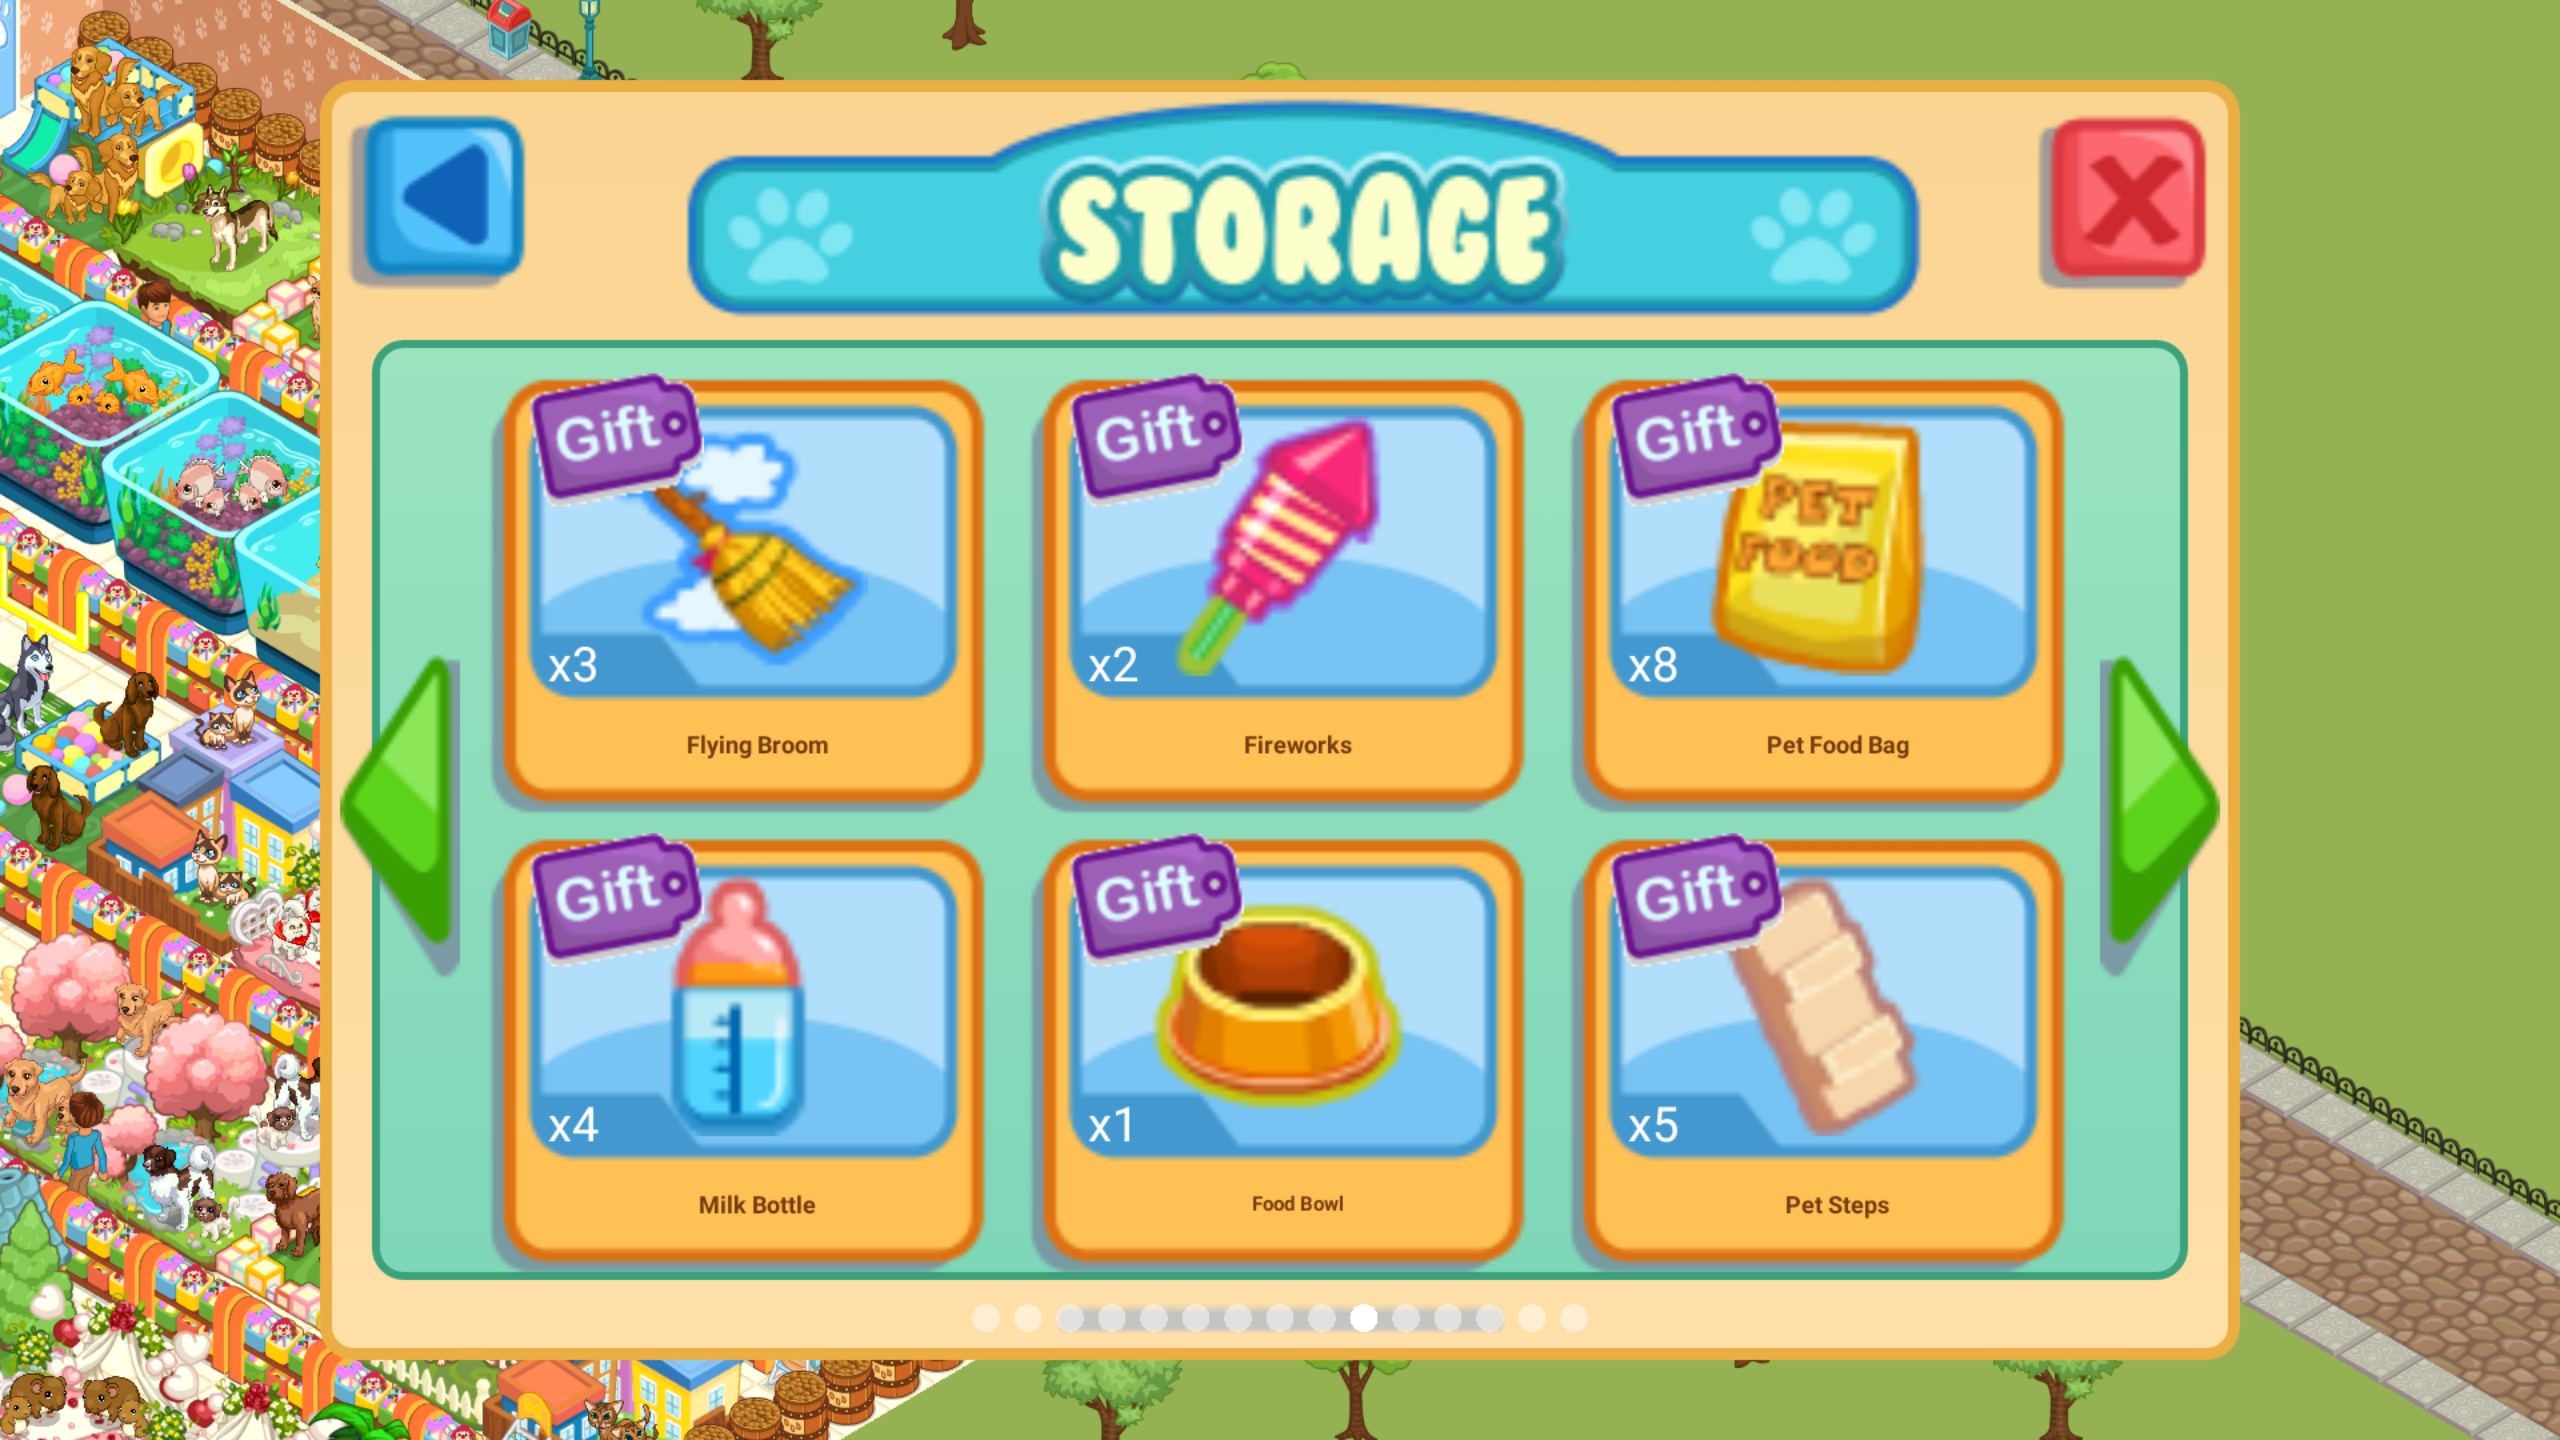 STORAGE
Gift
x3
Flying Broom
Gift
x2
Fireworks
Gift
PET
FOOD
x8
Pet Food Bag
Gift
x4
Milk Bottle
Gift
x1
Food Bowl
Gift
x5
Pet Steps